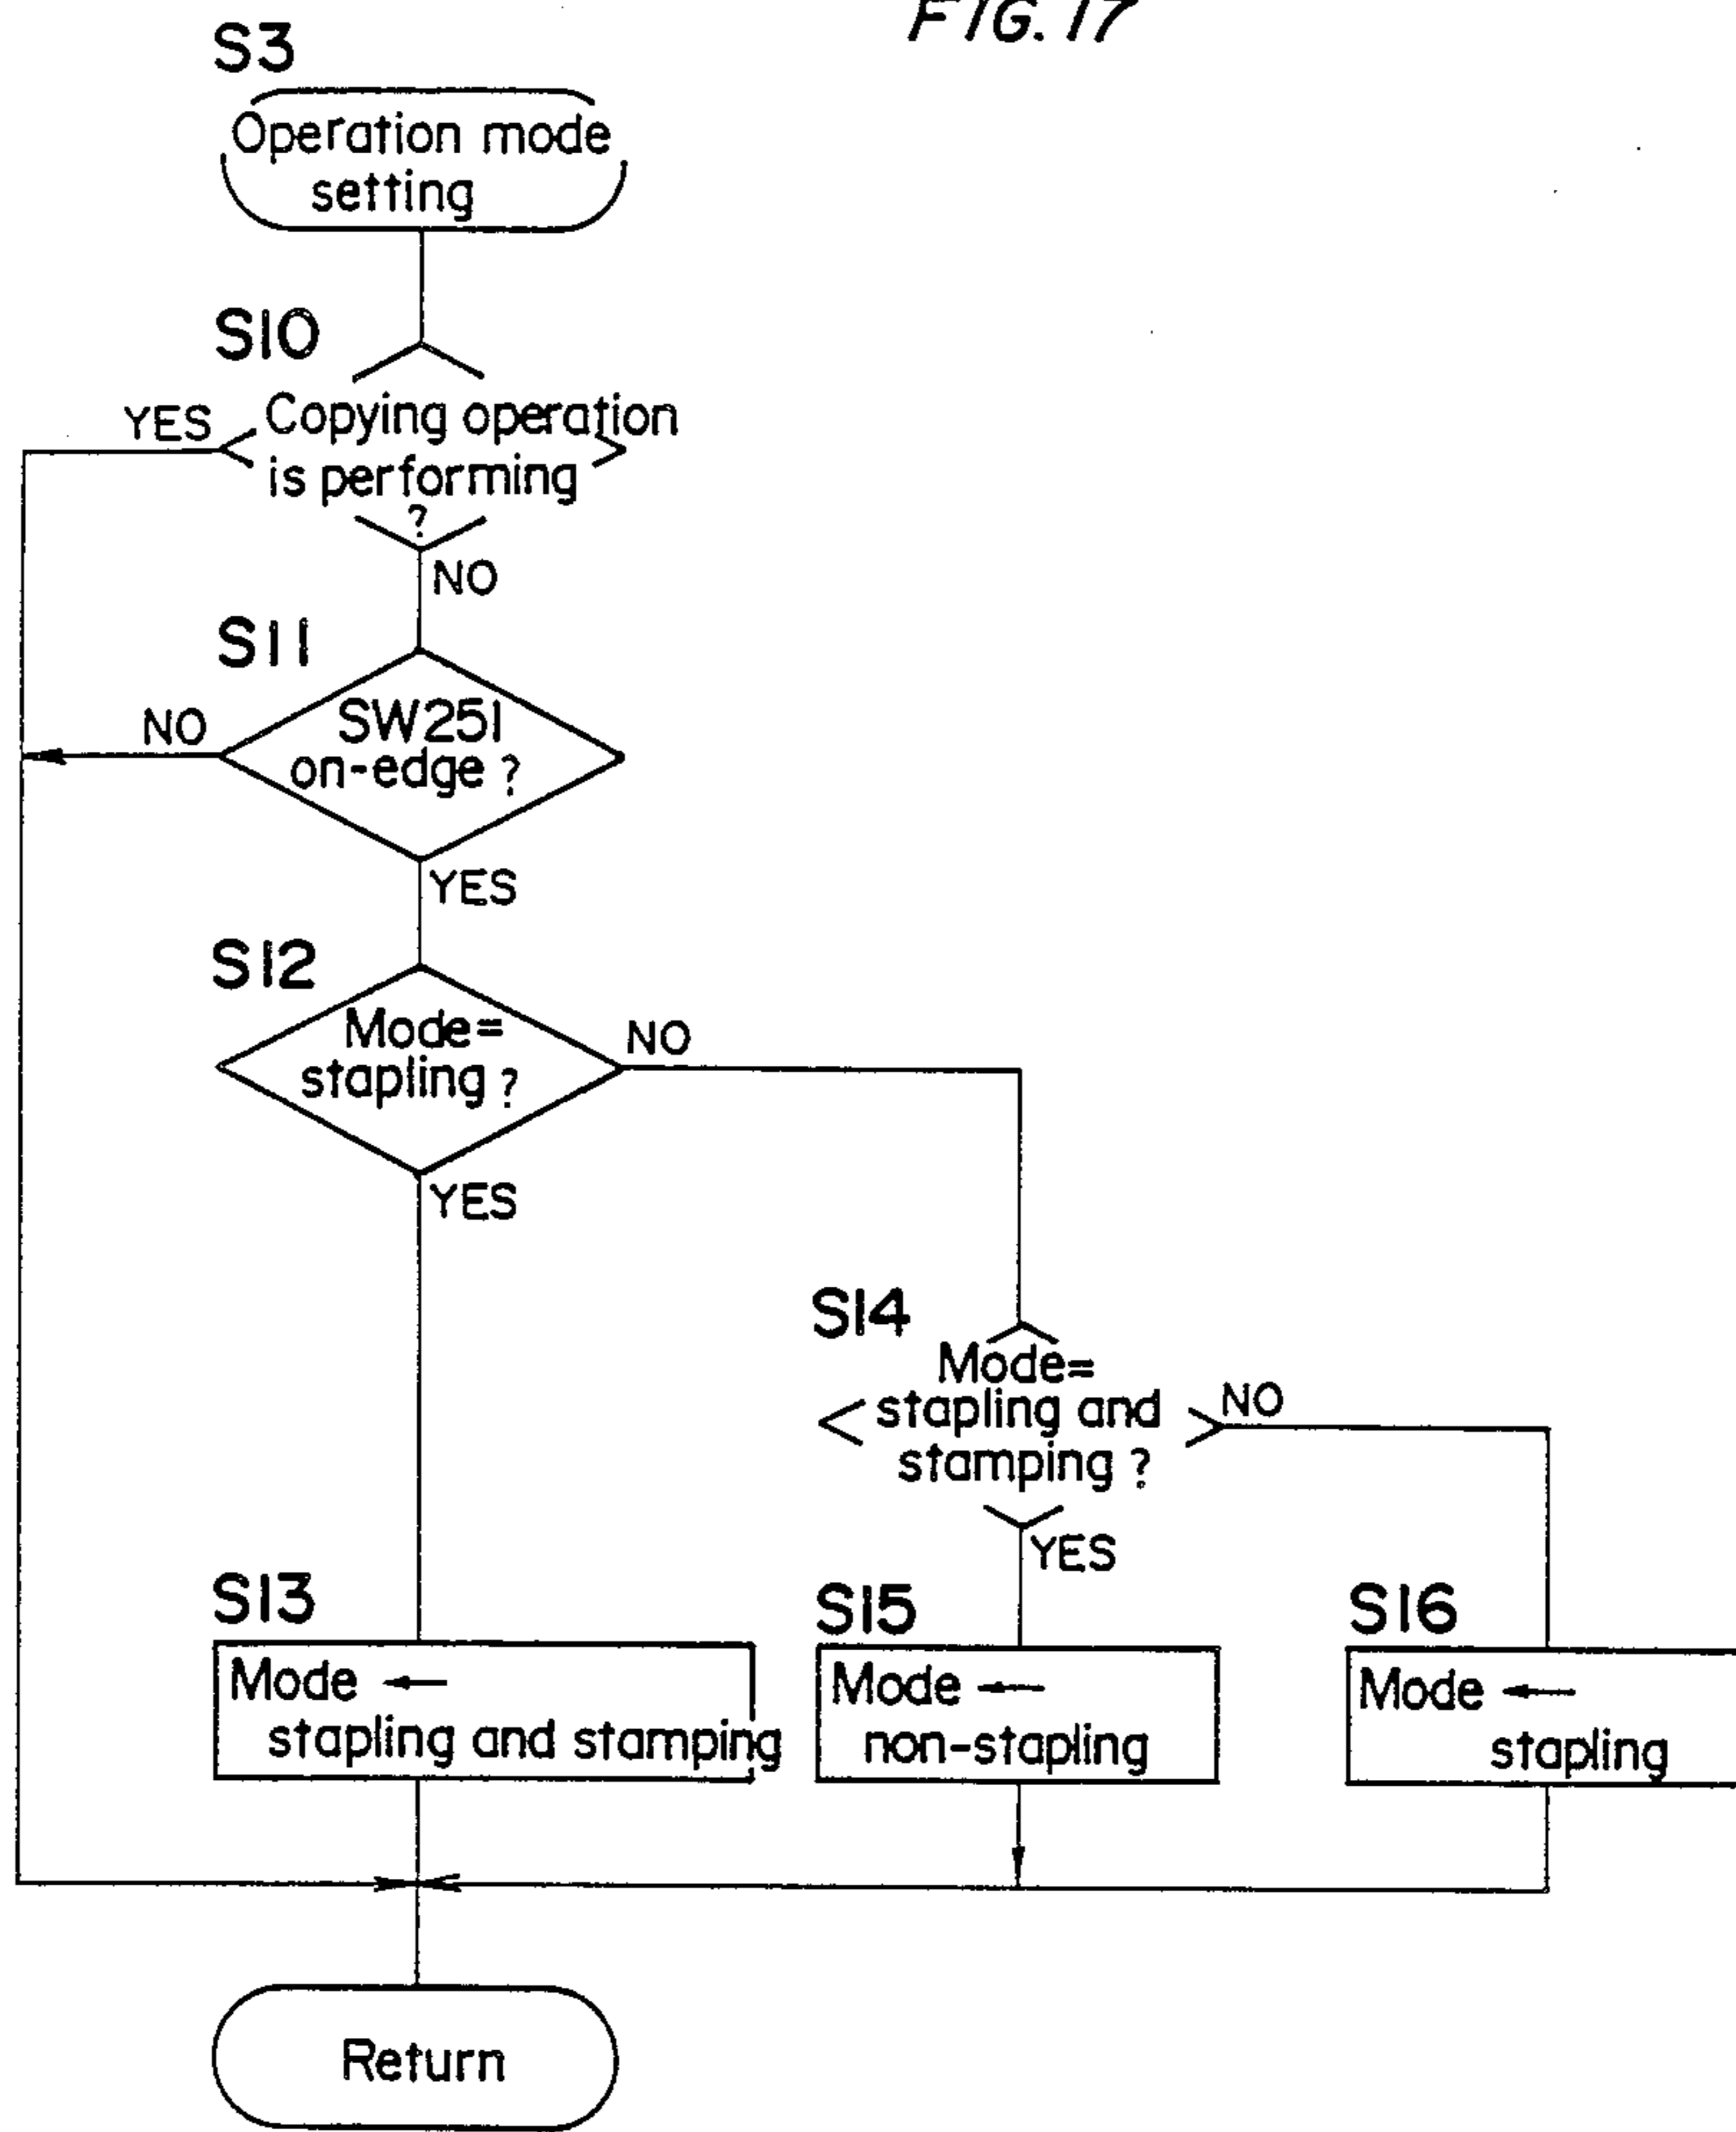 FIG. 17
S3
Operation mode
setting
S10
YES
Copying operation
is performing
?
NO
S11
NO
SW251
on-edge ?
YES
S12
Mode=
stapling ?
NO
YES
S14
Mode=
stapling and
stamping ?
NO
YES
S13
Mode ←
stapling and stamping
S15
Mode ←
non-stapling
S16
Mode ←
stapling
Return